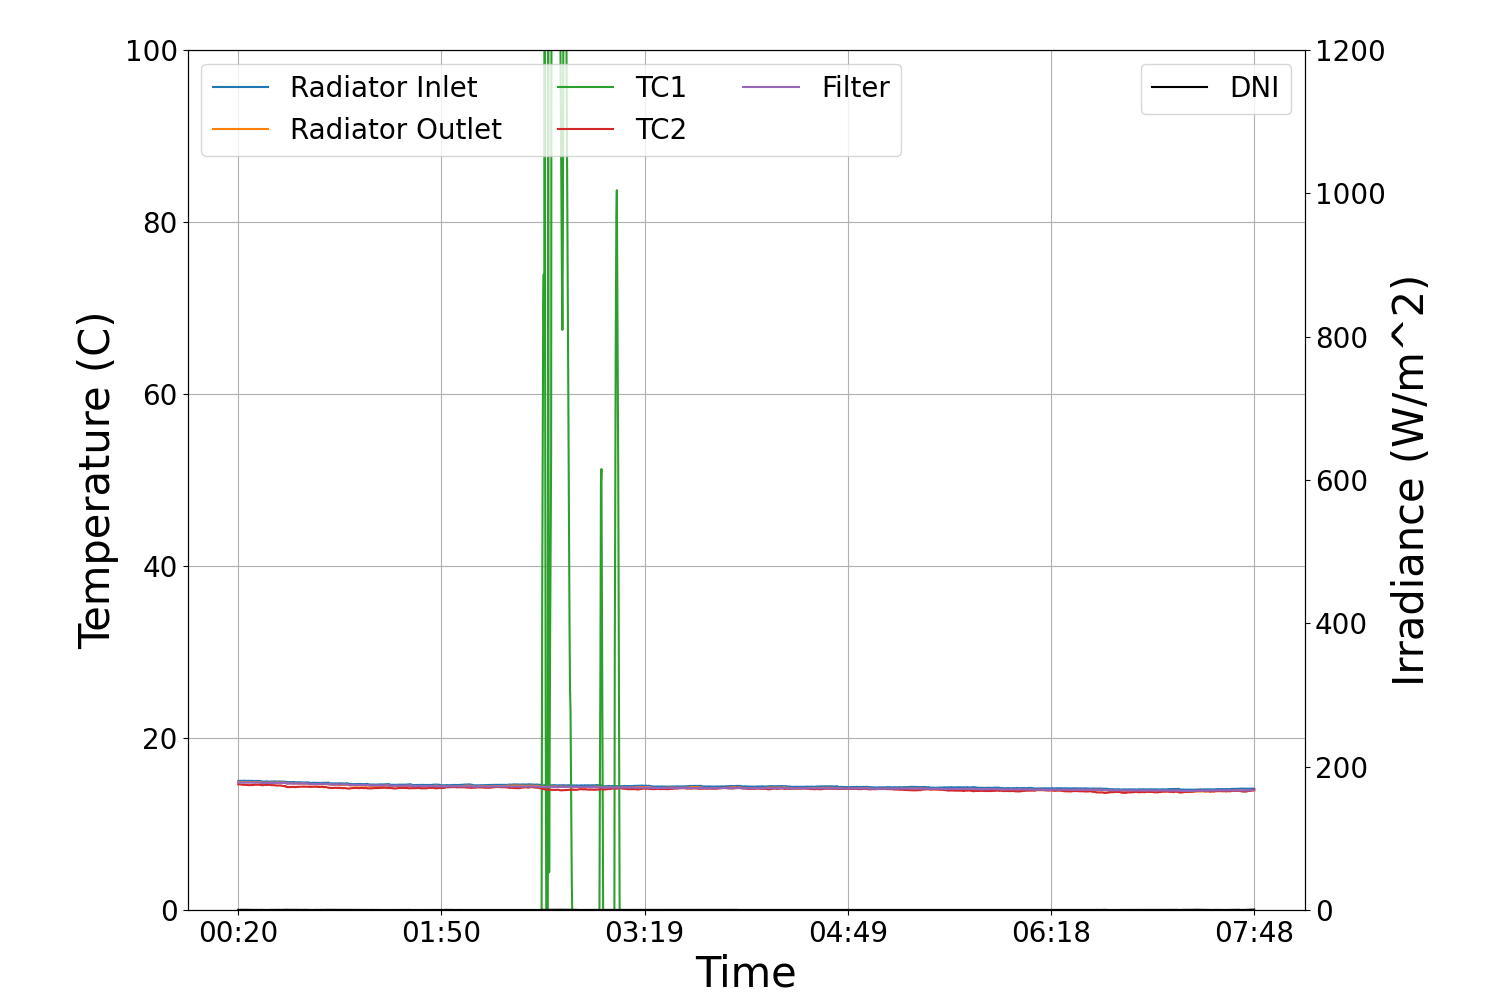 Radiator Inlet
Radiator Outlet
TC1
TC2
Filter
DNI
100
80
60
40
20
0
Temperature (C)
1200
1000
800
600
400
200
0
Irradiance (W/m^2)
00:20
01:50
03:19
04:49
06:18
07:48
Time